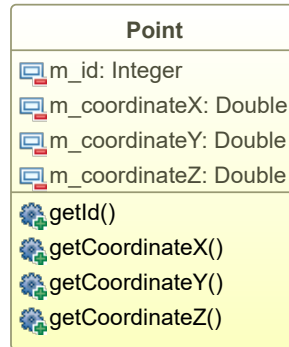 Point
m_id: Integer
m_coordinateX: Double
m_coordinateY: Double
m_coordinateZ: Double
getId()
getCoordinateX()
getCoordinateY()
getCoordinateZ()